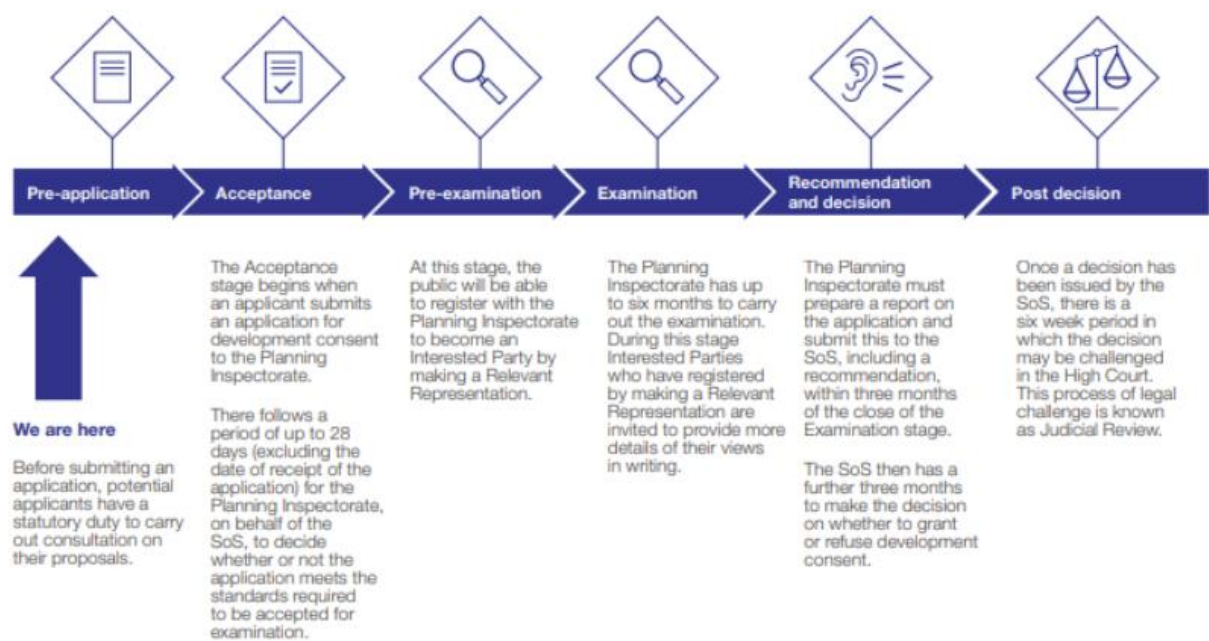 Pre-application
Acceptance
Pre-examination
Examination
Recommendation
and decision
Post decision
We are here
Before submitting an
application, potential
applicants have a
statutory duty to carry
out consultation on
their proposals.
The Acceptance
stage begins when
an applicant submits
an application for
development consent
to the Planning
Inspectorate.
There follows a
period of up to 28
days (excluding the
date of receipt of the
application) for the
Planning Inspectorate,
on behalf of the
SoS, to decide
whether or not the
application meets the
standards required
to be accepted for
examination.
At this stage, the
public will be able
to register with the
Planning Inspectorate
to become an
Interested Party by
making a Relevant
Representation.
The Planning
Inspectorate has up
to six months to carry
out the examination.
During this stage
Interested Parties
who have registered
by making a Relevant
Representation are
invited to provide more
details of their views
in writing.
The Planning
Inspectorate must
prepare a report on
the application and
submit this to the
SoS, including a
recommendation,
within three months
of the close of the
Examination stage.
The SoS then has a
further three months
to make the decision
on whether to grant
or refuse development
consent.
Once a decision has
been issued by the
SoS, there is a
six week period in
which the decision
may be challenged
in the High Court.
This process of legal
challenge is known
as Judicial Review.